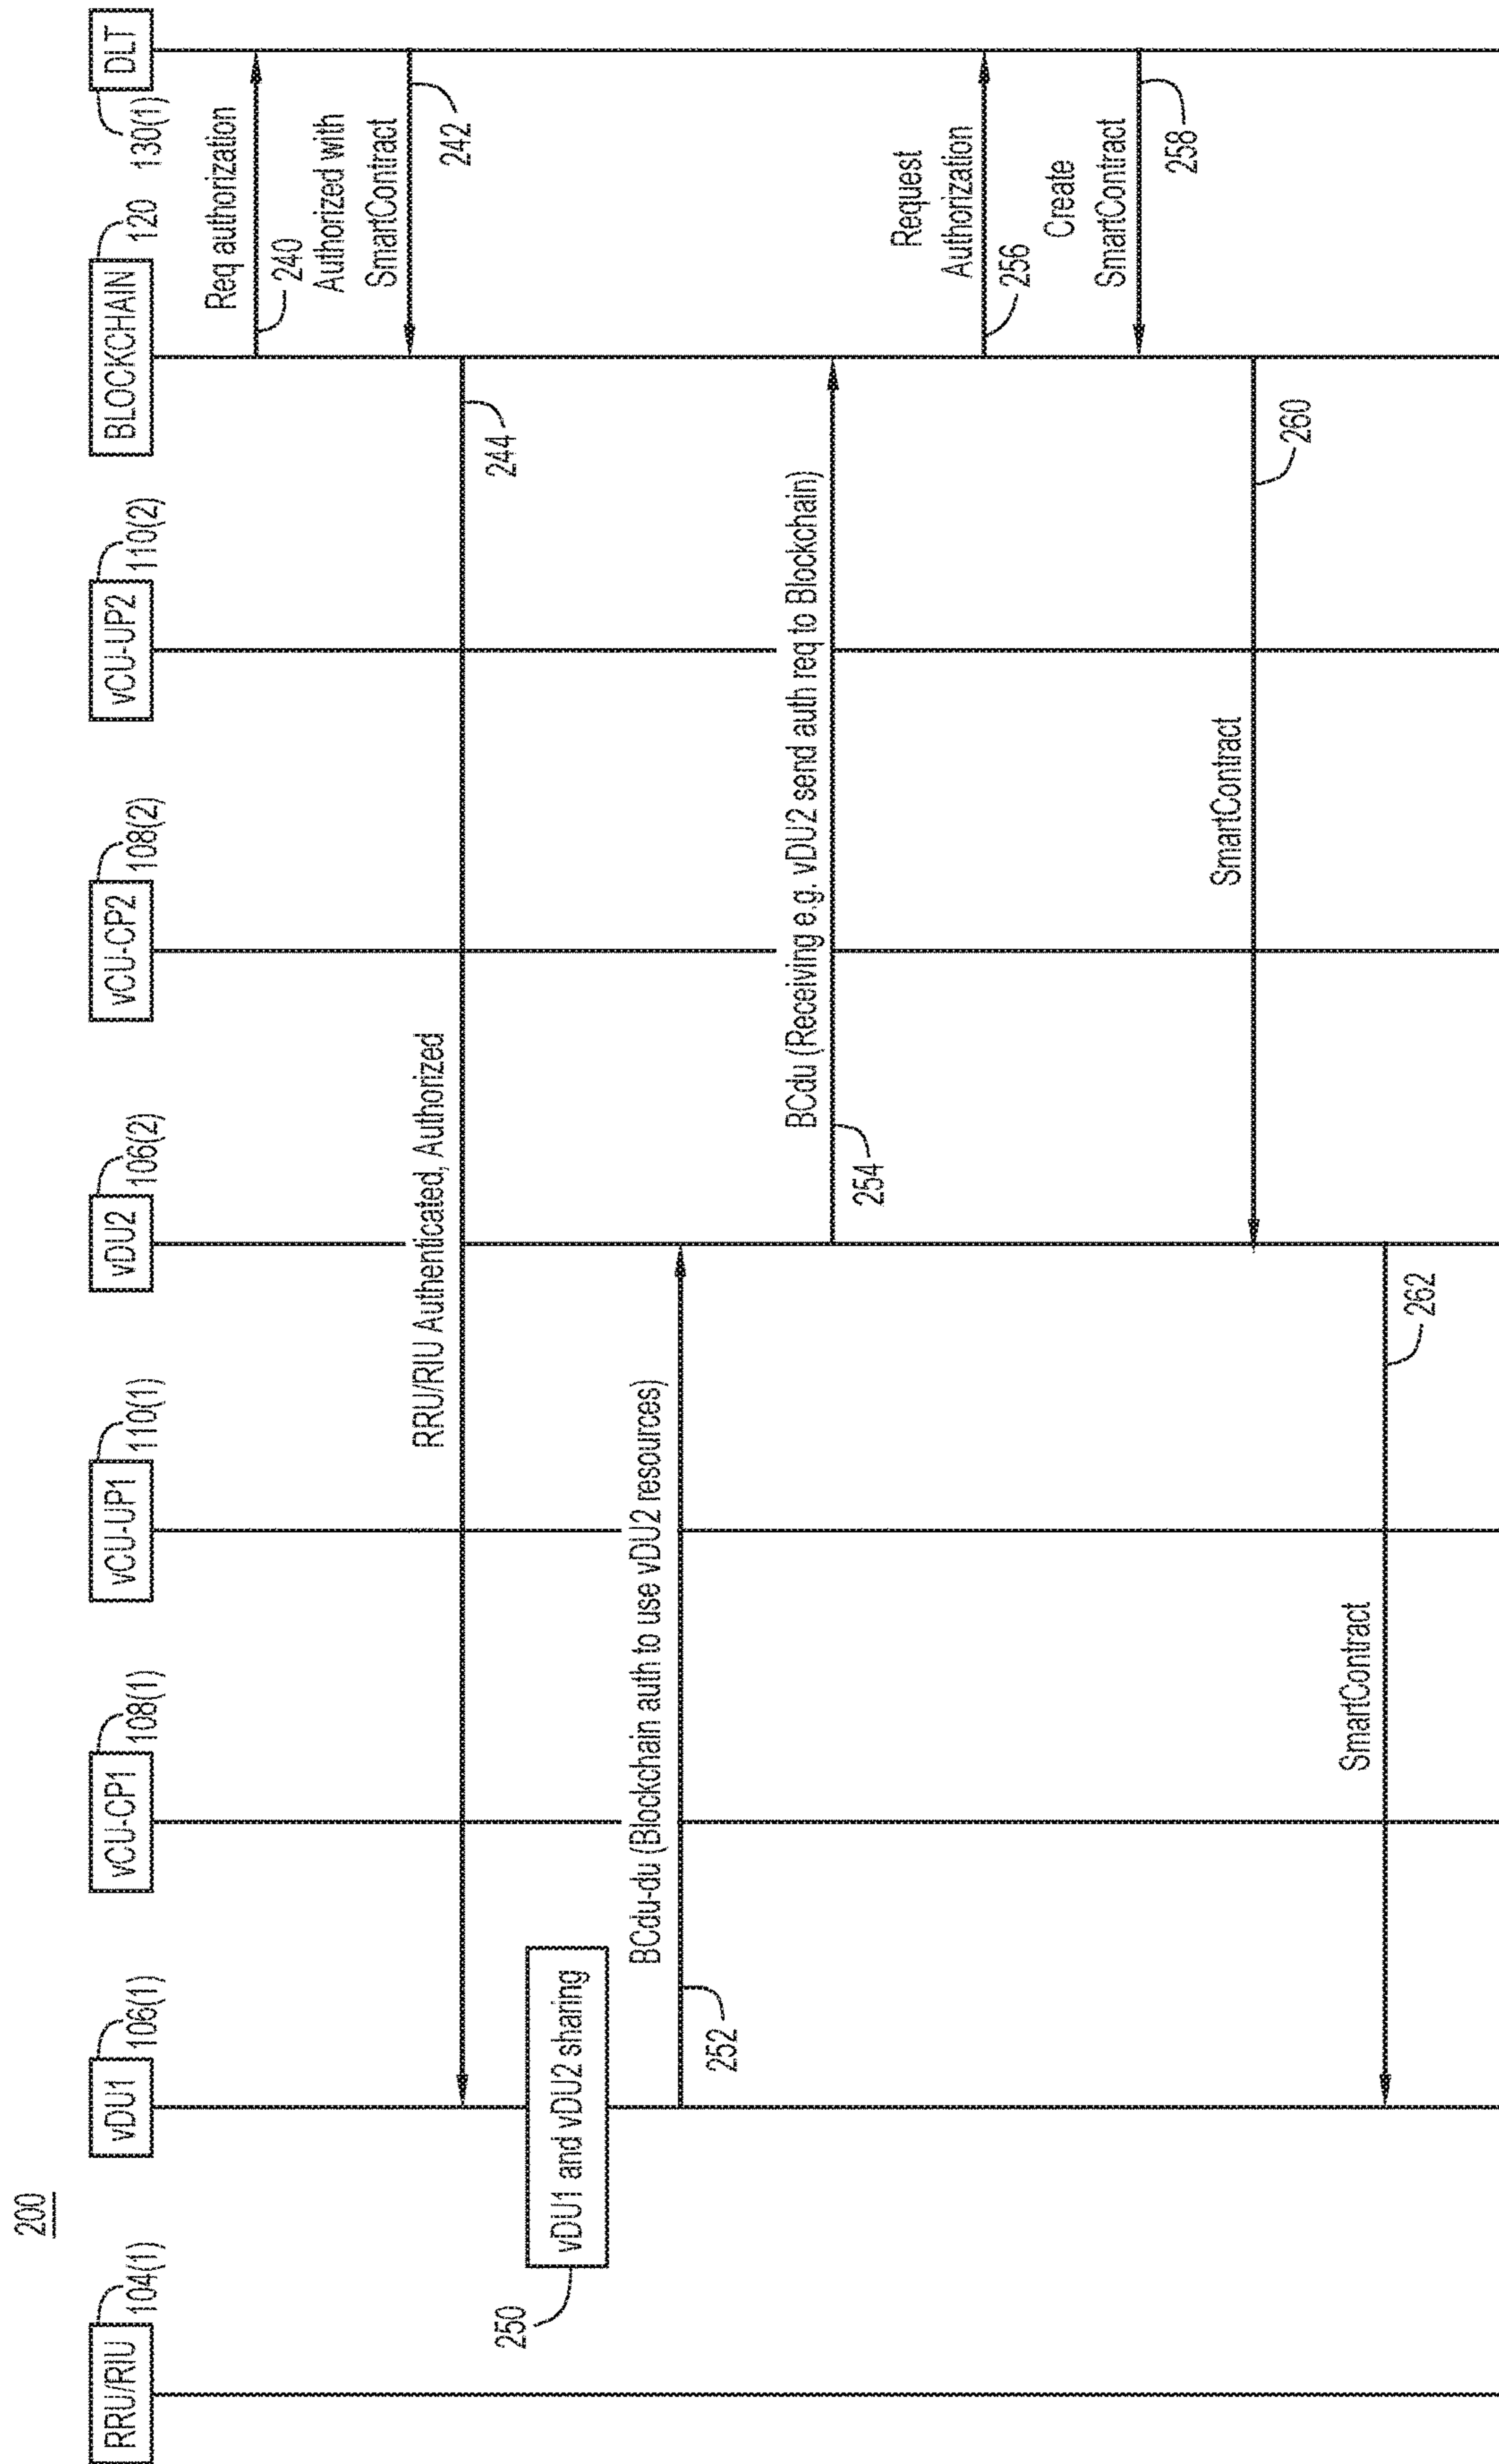 200
RRU/RIU
104(1)
vDU1
106(1)
vCU-CP1
108(1)
vCU-UP1
110(1)
vDU2
106(2)
vCU-CP2
108(2)
vCU-UP2
110(2)
BLOCKCHAIN
120
DLT
130(1)
Req authorization
240
Authorized with
SmartContract
242
RRU/RIU Authenticated, Authorized
244
250
vDU1 and vDU2 sharing
BCdu-du (Blockchain auth to use vDU2 resources)
252
BCdu (Receiving e.g. vDU2 send auth req to Blockchain)
254
Request
Authorization
256
Create
SmartContract
258
SmartContract
260
SmartContract
262